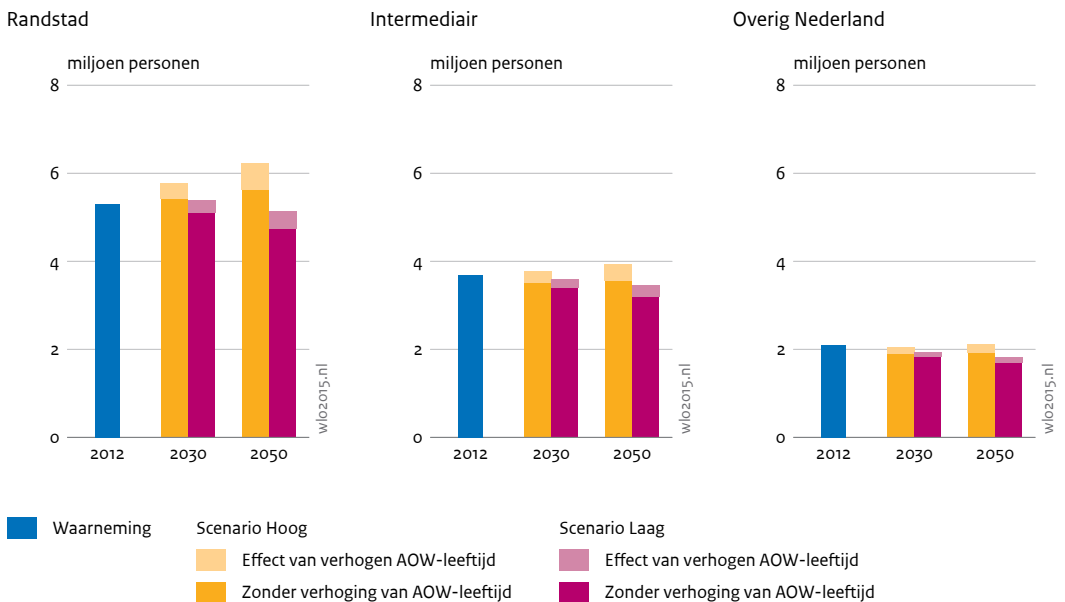 Randstad
miljoen personen
8
6
4
2
0
2012 2030 2050
wlo2015.nl
Intermediair
miljoen personen
8
6
4
2
0
2012 2030 2050
wlo2015.nl
Overig Nederland
miljoen personen
8
6
4
2
0
2012 2030 2050
wlo2015.nl
Waarneming
Scenario Hoog
Effect van verhogen AOW-leeftijd
Zonder verhoging van AOW-leeftijd
Scenario Laag
Effect van verhogen AOW-leeftijd
Zonder verhoging van AOW-leeftijd